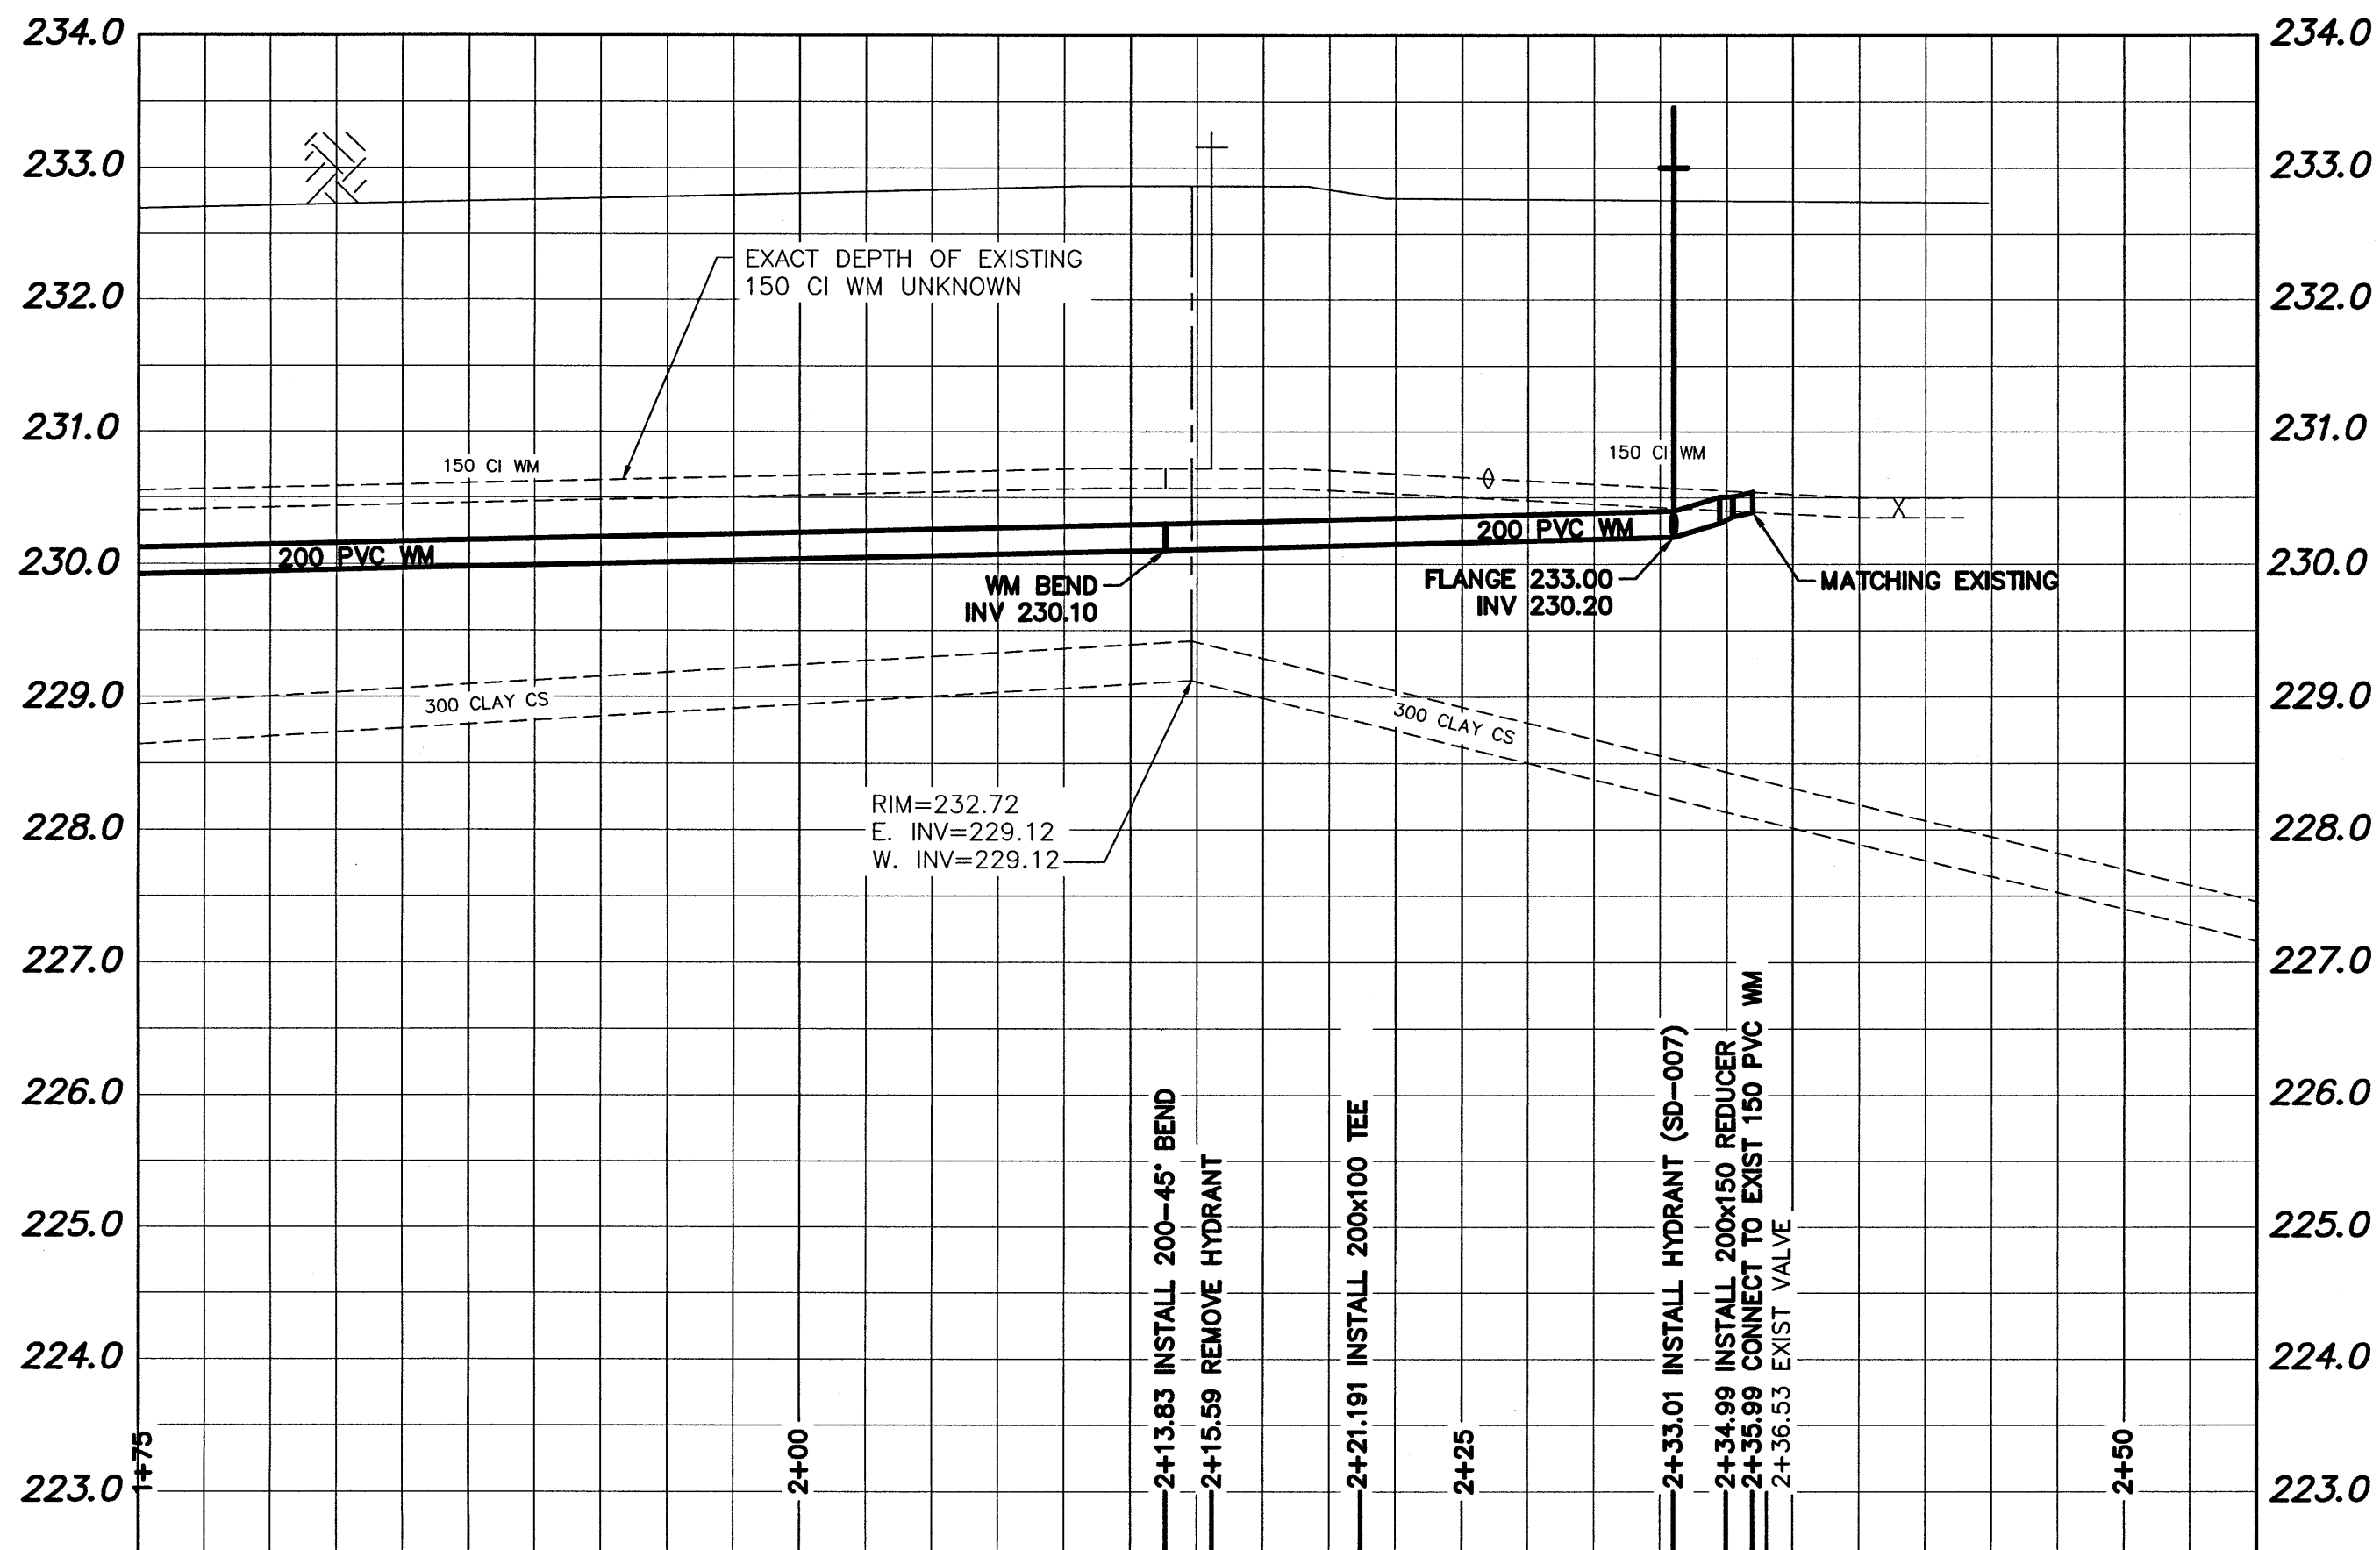 234.0 234.0
233.0 233.0
EXACT DEPTH OF EXISTING
150 CI WM UNKNOWN
232.0 232.0
231.0 231.0
150 CI WM
150 CI WM
200 PVC WM
200 PVC WM
230.0 230.0
WM BEND
INV 230.10
FLANGE 233.00
INV 230.20
MATCHING EXISTING
229.0 229.0
300 CLAY CS
300 CLAY CS
RIM=232.72
E. INV=229.12
W. INV=229.12
228.0 228.0
227.0 227.0
226.0 226.0
225.0 225.0
224.0 224.0
223.0 223.0
1+75
2+00
2+13.83 INSTALL 200-45° BEND
2+15.59 REMOVE HYDRANT
2+21.191 INSTALL 200x100 TEE
2+25
2+33.01 INSTALL HYDRANT (SD-007)
2+34.99 INSTALL 200x150 REDUCER
2+35.99 CONNECT TO EXIST 150 PVC WM
2+36.53 EXIST VALVE
2+50